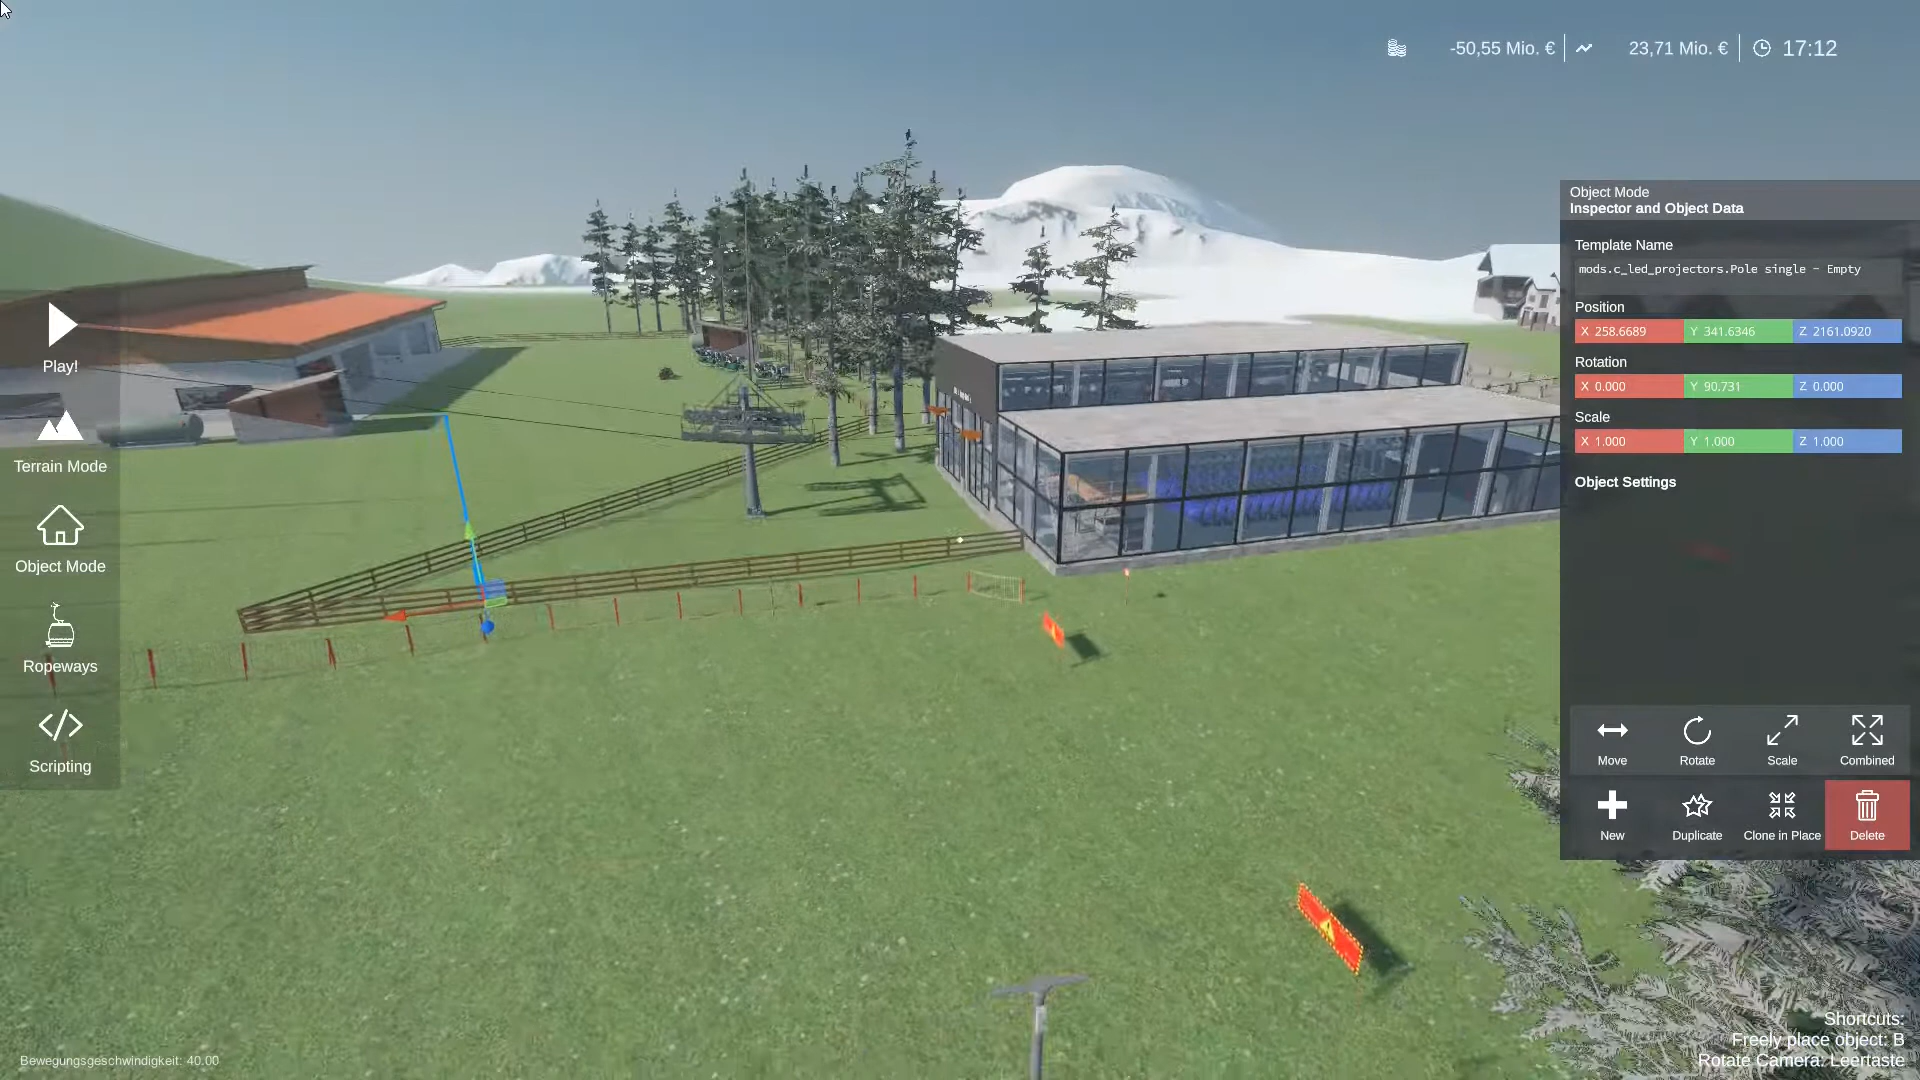 -50,55 Mio. €
23,71 Mio. €
17:12
Object Mode
Inspector and Object Data
Template Name
mods.c_led_projectors.Pole single - Empty
Position
X 258.6689 Y 341.6346 Z 2161.0920
Rotation
X 0.000 Y 90.731 Z 0.000
Scale
X 1.000 Y 1.000 Z 1.000
Object Settings
Play!
Terrain Mode
Object Mode
Ropeways
Scripting
Move Rotate Scale Combined
New Duplicate Clone in Place Delete
Shortcuts:
Freely place object: B
Rotate Camera: Leertaste
Bewegungsgeschwindigkeit: 40.00